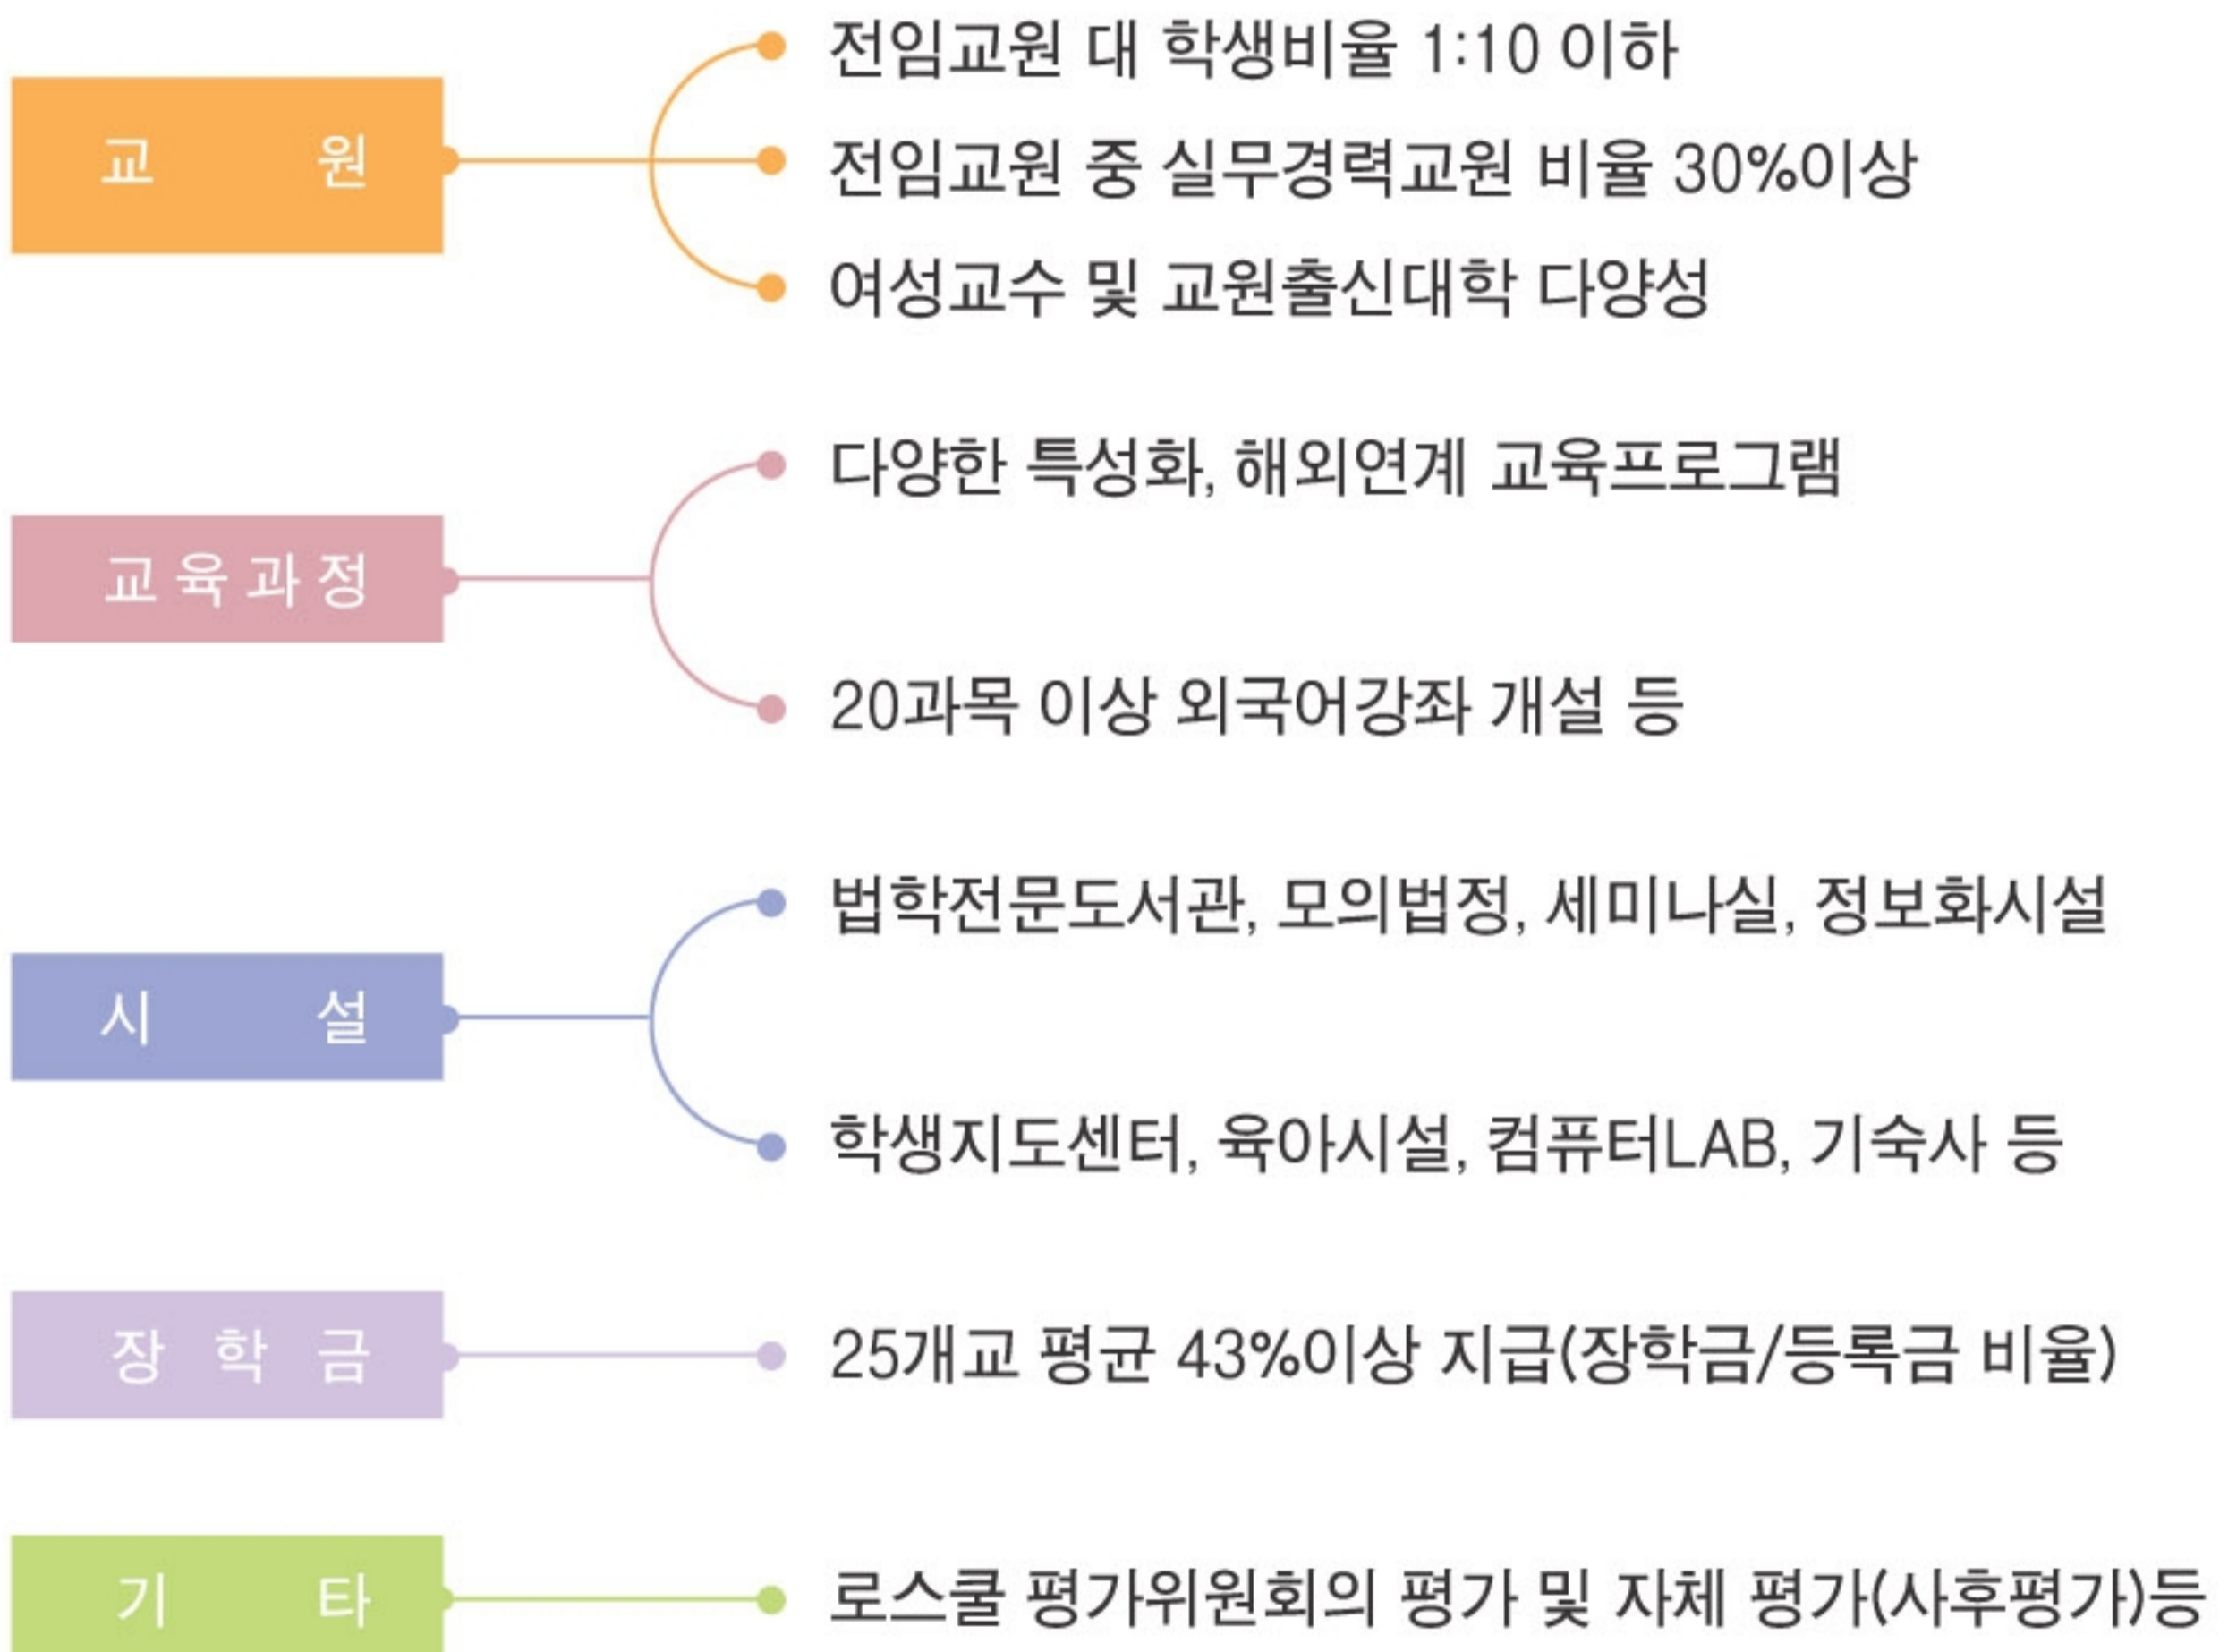 교 원
전임교원 대 학생비율 1:10 이하
전임교원 중 실무경력교원 비율 30%이상
여성교수 및 교원출신대학 다양성
교육과정
다양한 특성화, 해외연계 교육프로그램
20과목 이상 외국어강좌 개설 등
시 설
법학전문도서관, 모의법정, 세미나실, 정보화시설
학생지도센터, 육아시설, 컴퓨터LAB, 기숙사 등
장 학 금
25개교 평균 43%이상 지급(장학금/등록금 비율)
기 타
로스쿨 평가위원회의 평가 및 자체 평가(사후평가)등